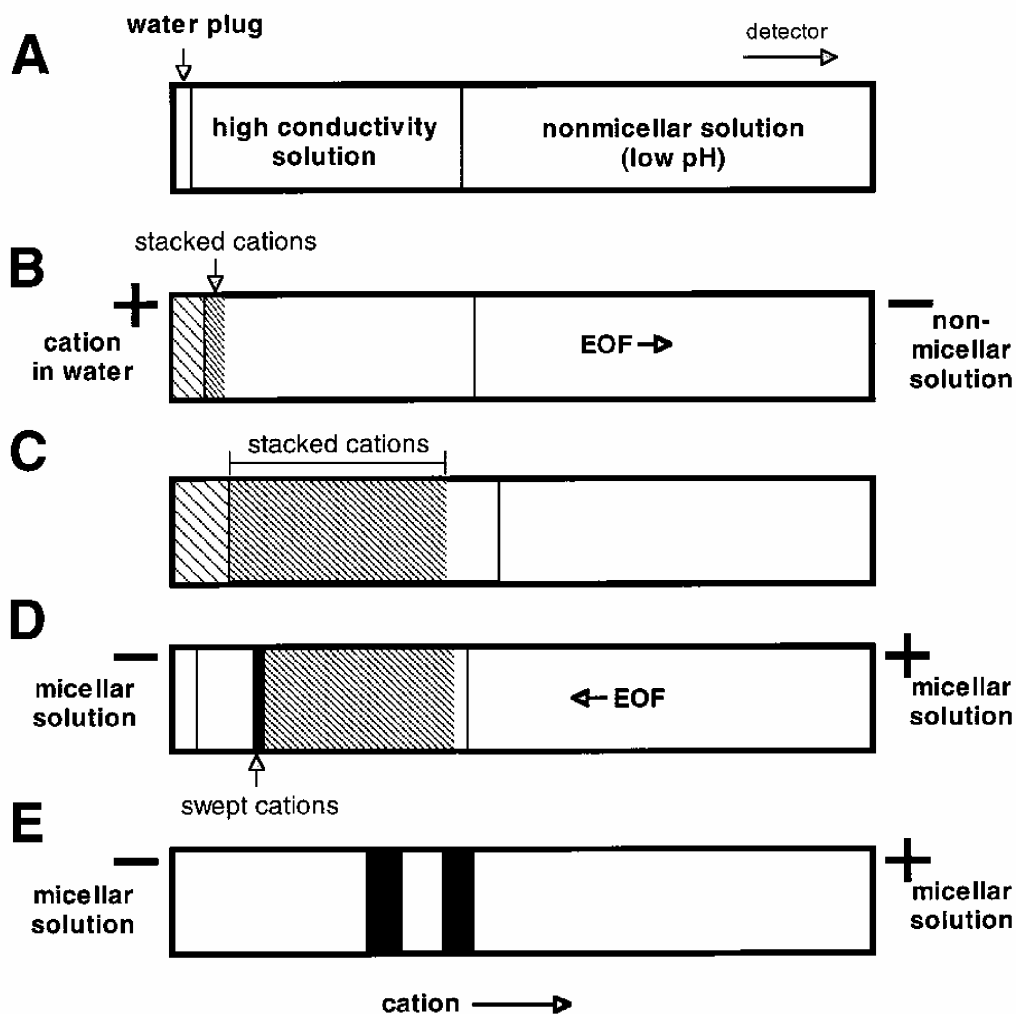 A
water plug
detector
high conductivity
solution
nonmicellar solution
(low pH)
B
stacked cations
+
cation
in water
EOF
−
non-
micellar
solution
C
stacked cations
D
−
micellar
solution
EOF
+
micellar
solution
swept cations
E
−
micellar
solution
+
micellar
solution
cation